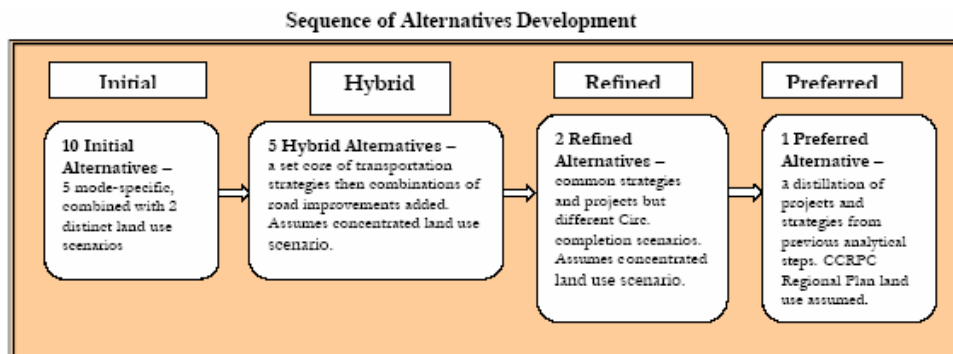 Sequence of Alternatives Development
Initial
Hybrid
Refined
Preferred
10 Initial
Alternatives –
5 mode-specific,
combined with 2
distinct land use
scenarios
5 Hybrid Alternatives –
a set core of transportation
strategies then combinations of
road improvements added.
Assumes concentrated land use
scenario.
2 Refined
Alternatives –
common strategies
and projects but
different Circ.
completion scenarios.
Assumes concentrated
land use scenario.
1 Preferred
Alternative –
a distillation of
projects and
strategies from
previous analytical
steps. CCRPC
Regional Plan land
use assumed.